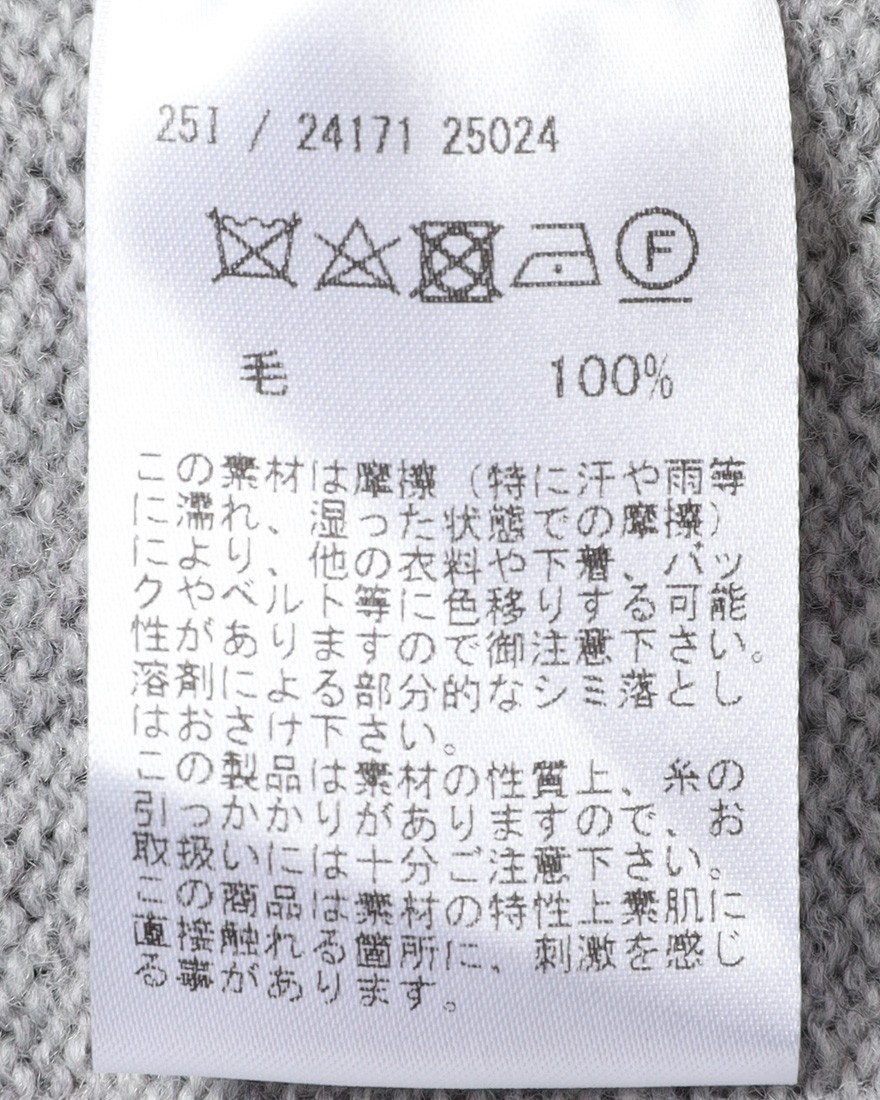 25I / 24171 25024
F
毛 100%
この素材は摩擦（特に汗や雨等
に濡れ、湿った状態での摩擦）
により、他の衣料や下着、バッ
クやベルト等に色移りする可能
性がありますので御注意下さい。
溶剤による部分的なシミ落とし
はおさけ下さい。
この製品は素材の性質上、糸の
引っかかりがありますので、お
取扱いには十分ご注意下さい。
この商品は素材の特性上素肌に
直接触れる箇所に、刺激を感じ
る事があります。